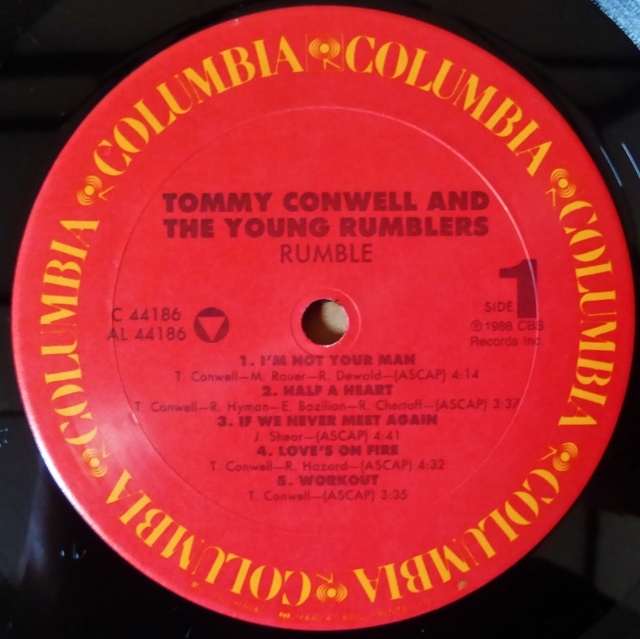 COLUMBIA COLUMBIA COLUMBIA COLUMBIA COLUMBIA COLUMBIA COLUMBIA
TOMMY CONWELL AND
THE YOUNG RUMBLERS
RUMBLE
C 44186
AL 44186
SIDE 1
℗ 1988 CBS
Records Inc.
1. I'M NOT YOUR MAN
T. Conwell—M. Rauer—R. Dewald—(ASCAP) 4:14
2. HALF A HEART
T. Conwell—R. Hyman—E. Bazilian—R. Chertoff—(ASCAP) 3:37
3. IF WE NEVER MEET AGAIN
J. Shear—(ASCAP) 4:41
4. LOVE'S ON FIRE
T. Conwell—R. Hazard—(ASCAP) 4:32
5. WORKOUT
T. Conwell—(ASCAP) 3:35